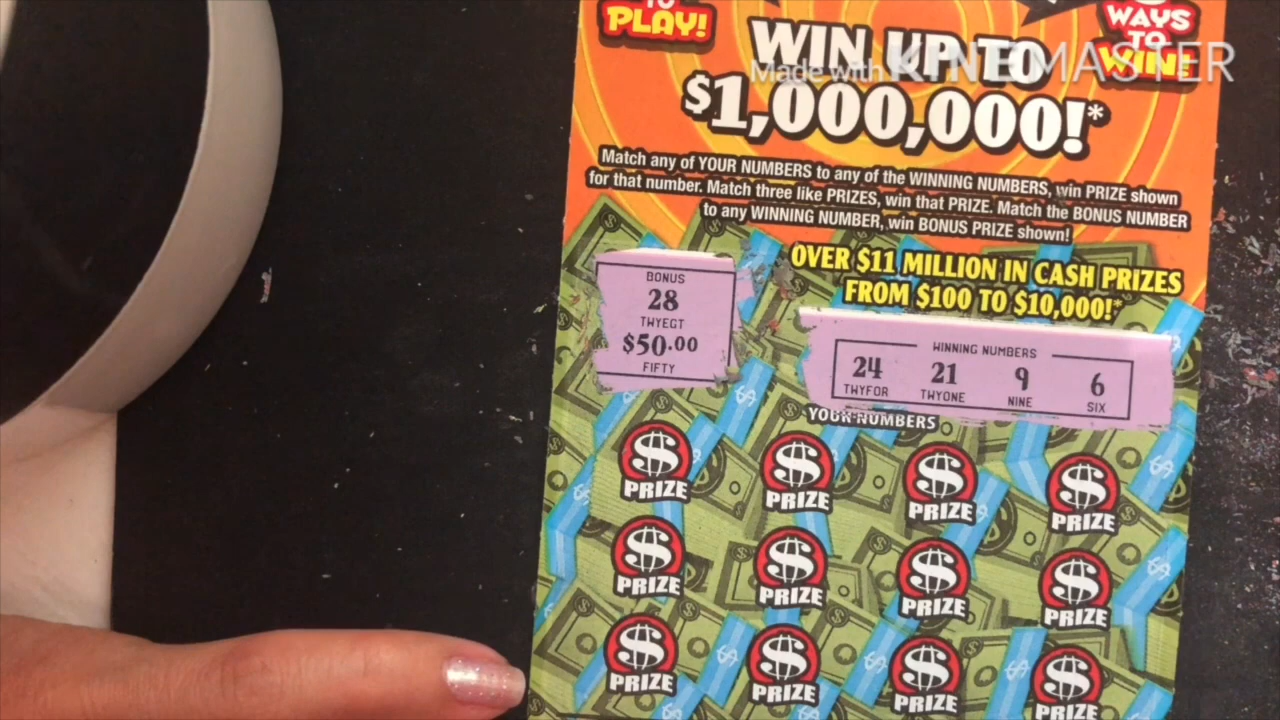 TO
PLAY!
WAYS
TO
WIN!
WIN UP TO
Made with KINEMASTER
$1,000,000!*
Match any of YOUR NUMBERS to any of the WINNING NUMBERS, win PRIZE shown
for that number. Match three like PRIZES, win that PRIZE. Match the BONUS NUMBER
to any WINNING NUMBER, win BONUS PRIZE shown!
OVER $11 MILLION IN CASH PRIZES
FROM $100 TO $10,000!*
BONUS
28
TWYEGT
$50.00
FIFTY
WINNING NUMBERS
24 21 9 6
TWYFOR TWYONE NINE SIX
YOUR NUMBERS
$ $ $ $
PRIZE PRIZE PRIZE PRIZE
$ $ $ $
PRIZE PRIZE PRIZE PRIZE
$ $ $ $
PRIZE PRIZE PRIZE PRIZE